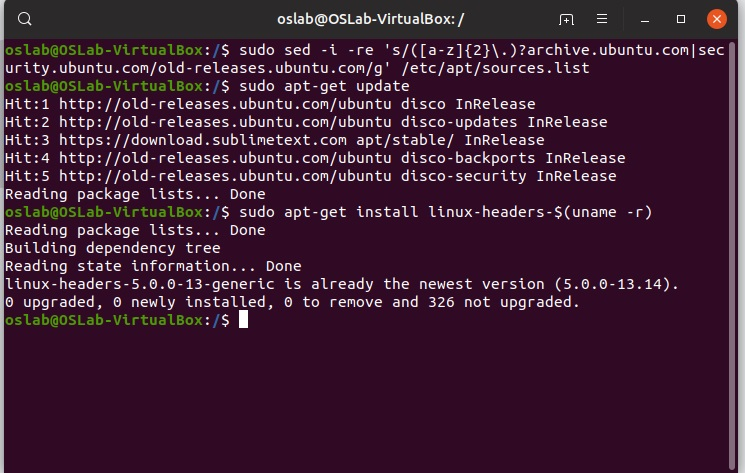 oslab@OSLab-VirtualBox: /
oslab@OSLab-VirtualBox:/$ sudo sed -i -re 's/([a-z]{2}\.)?archive.ubuntu.com|sec
urity.ubuntu.com/old-releases.ubuntu.com/g' /etc/apt/sources.list
oslab@OSLab-VirtualBox:/$ sudo apt-get update
Hit:1 http://old-releases.ubuntu.com/ubuntu disco InRelease
Hit:2 http://old-releases.ubuntu.com/ubuntu disco-updates InRelease
Hit:3 https://download.sublimetext.com apt/stable/ InRelease
Hit:4 http://old-releases.ubuntu.com/ubuntu disco-backports InRelease
Hit:5 http://old-releases.ubuntu.com/ubuntu disco-security InRelease
Reading package lists... Done
oslab@OSLab-VirtualBox:/$ sudo apt-get install linux-headers-$(uname -r)
Reading package lists... Done
Building dependency tree
Reading state information... Done
linux-headers-5.0.0-13-generic is already the newest version (5.0.0-13.14).
0 upgraded, 0 newly installed, 0 to remove and 326 not upgraded.
oslab@OSLab-VirtualBox:/$